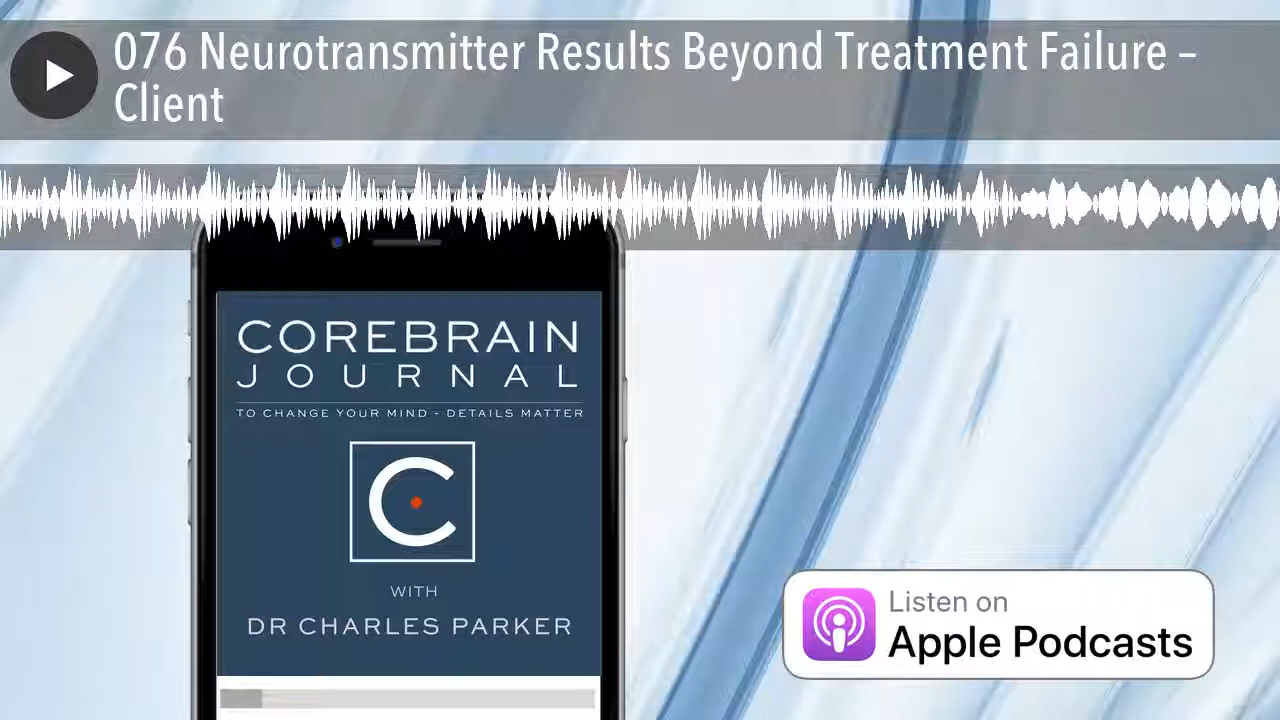 076 Neurotransmitter Results Beyond Treatment Failure –
Client
COREBRAIN
JOURNAL
TO CHANGE YOUR MIND - DETAILS MATTER
C
WITH
DR CHARLES PARKER
Listen on
Apple Podcasts